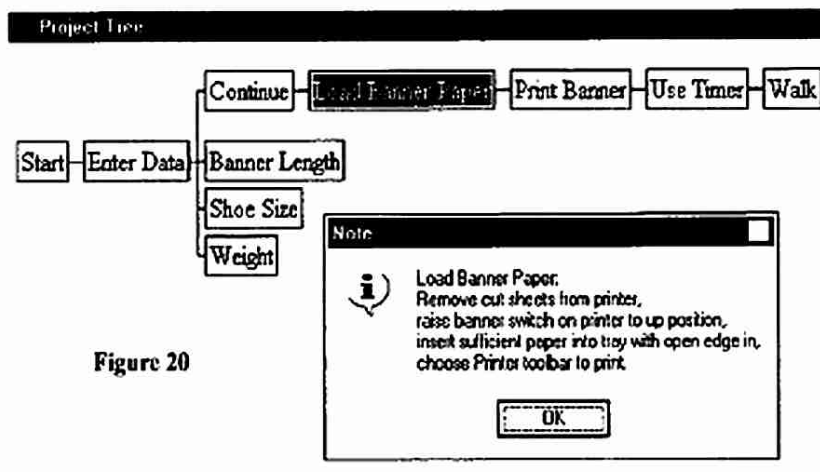 Project Tree
Continue Load Banner Paper Print Banner Use Timer Walk
Start Enter Data Banner Length
Shoe Size
Weight
Note
Load Banner Paper:
Remove cut sheets from printer,
raise banner switch on printer to up position,
insert sufficient paper into tray with open edge in,
choose Printer toolbar to print.
OK
Figure 20